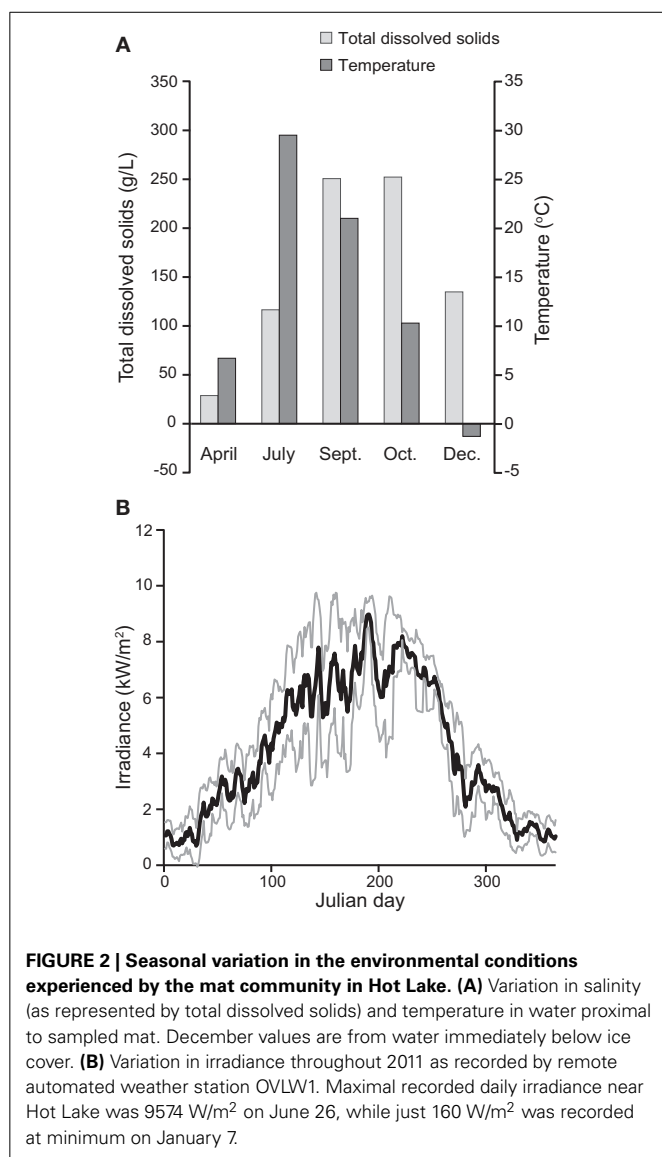 A
Total dissolved solids
Temperature
350
300
250
200
150
100
50
0
-50
Total dissolved solids (g/L)
35
30
25
20
15
10
5
0
-5
Temperature (°C)
April July Sept. Oct. Dec.
B
12
10
8
6
4
2
0
Irradiance (kW/m²)
0 100 200 300
Julian day
FIGURE 2 | Seasonal variation in the environmental conditions
experienced by the mat community in Hot Lake. (A) Variation in salinity
(as represented by total dissolved solids) and temperature in water proximal
to sampled mat. December values are from water immediately below ice
cover. (B) Variation in irradiance throughout 2011 as recorded by remote
automated weather station OVLW1. Maximal recorded daily irradiance near
Hot Lake was 9574 W/m² on June 26, while just 160 W/m² was recorded
at minimum on January 7.